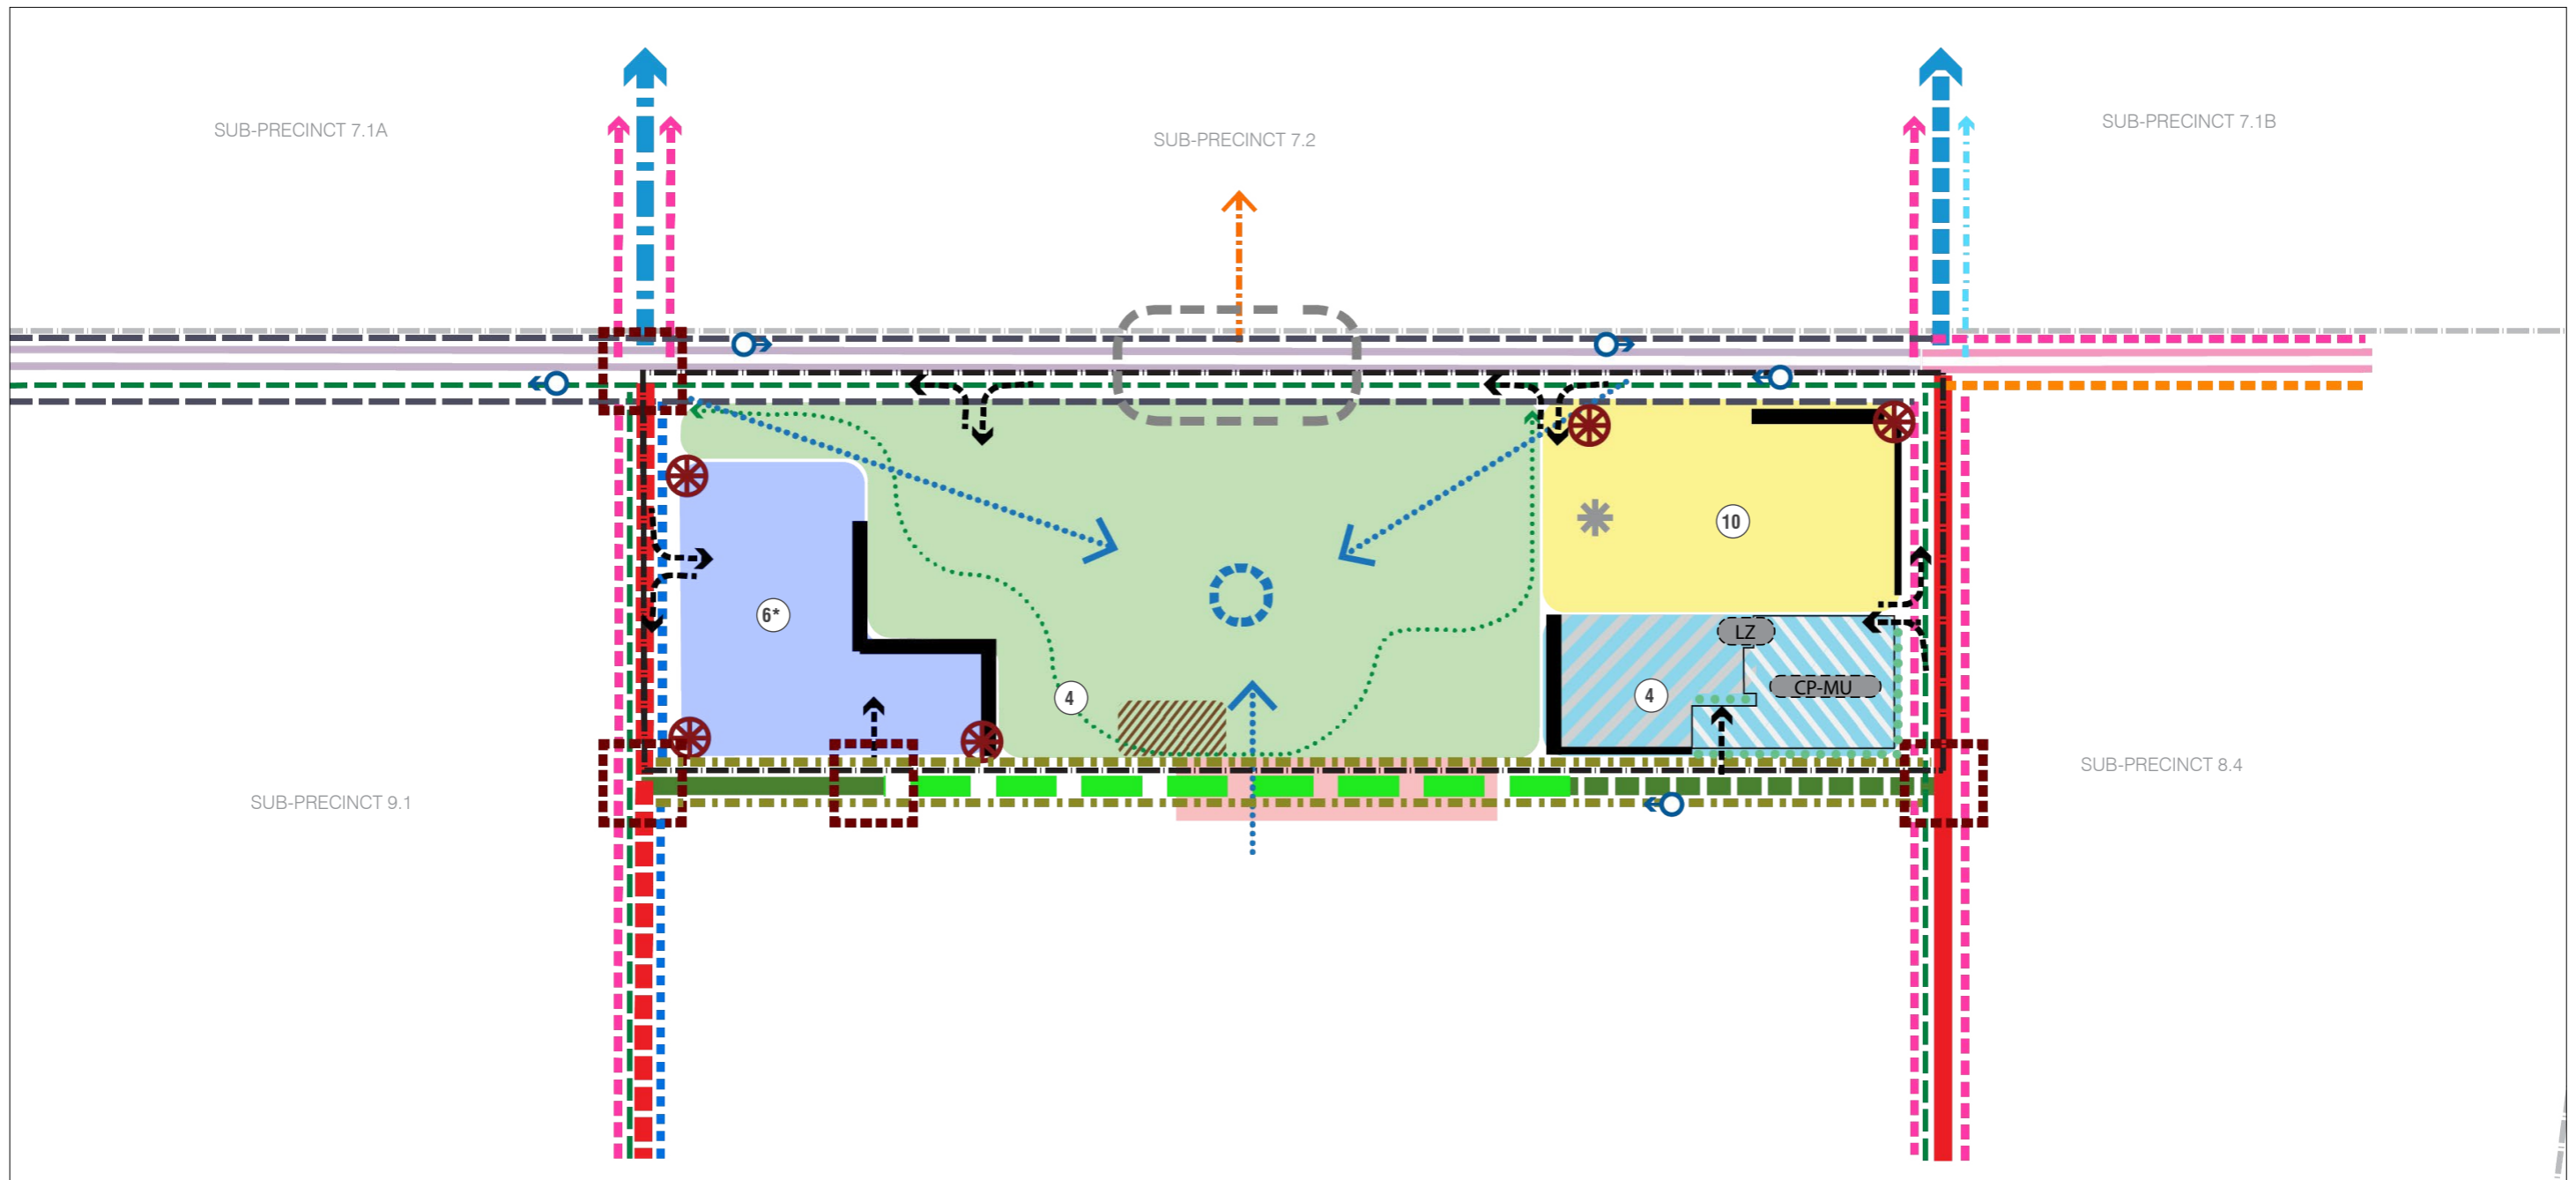 SUB-PRECINCT 7.1A
SUB-PRECINCT 7.2
SUB-PRECINCT 7.1B
10
6*
LZ
CP-MU
4
4
SUB-PRECINCT 9.1
SUB-PRECINCT 8.4